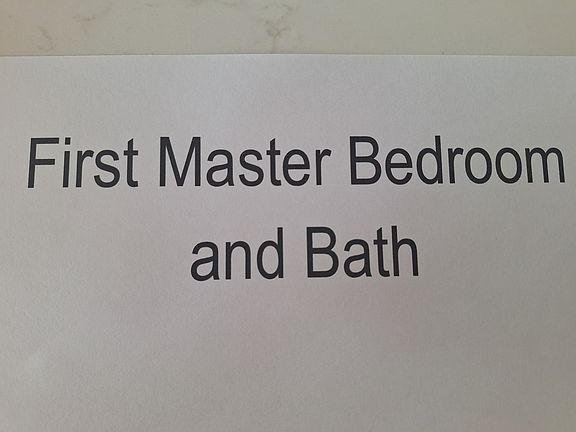 First Master Bedroom
and Bath